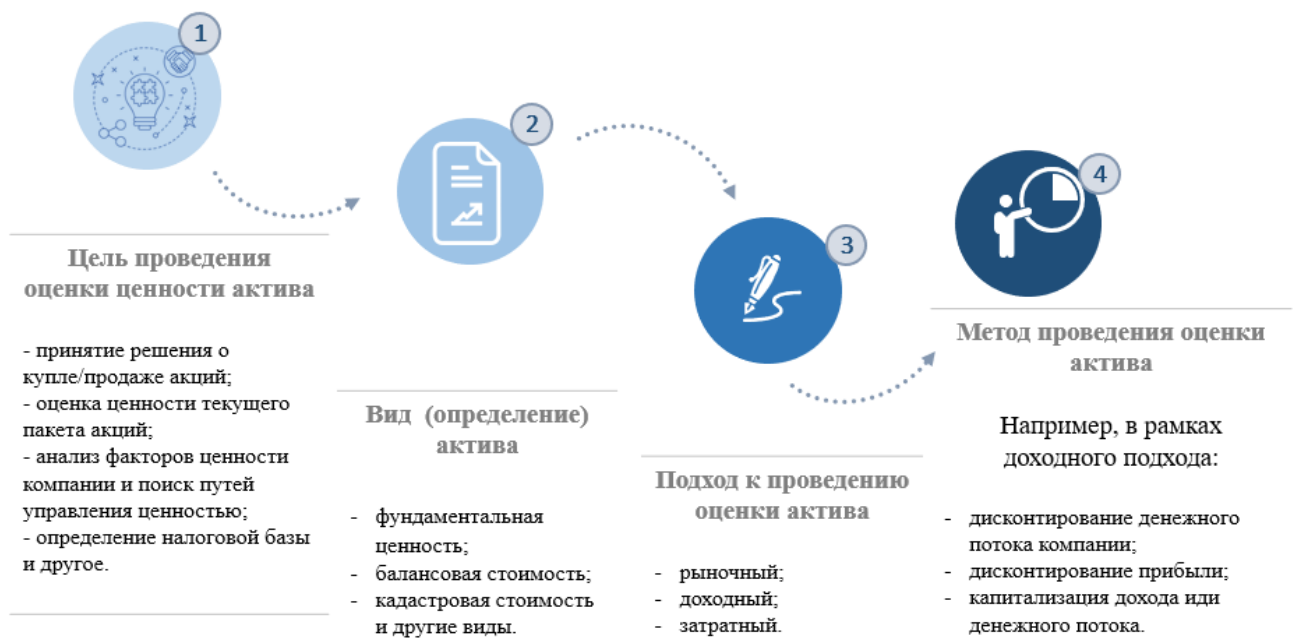 1
Цель проведения
оценки ценности актива
- принятие решения о
купле/продаже акций;
- оценка ценности текущего
пакета акций;
- анализ факторов ценности
компании и поиск путей
управления ценностью;
- определение налоговой базы
и другое.
2
Вид (определение)
актива
- фундаментальная
ценность;
- балансовая стоимость;
- кадастровая стоимость
и другие виды.
3
Подход к проведению
оценки актива
- рыночный;
- доходный;
- затратный.
4
Метод проведения оценки
актива
Например, в рамках
доходного подхода:
- дисконтирование денежного
потока компании;
- дисконтирование прибыли;
- капитализация дохода иди
денежного потока.